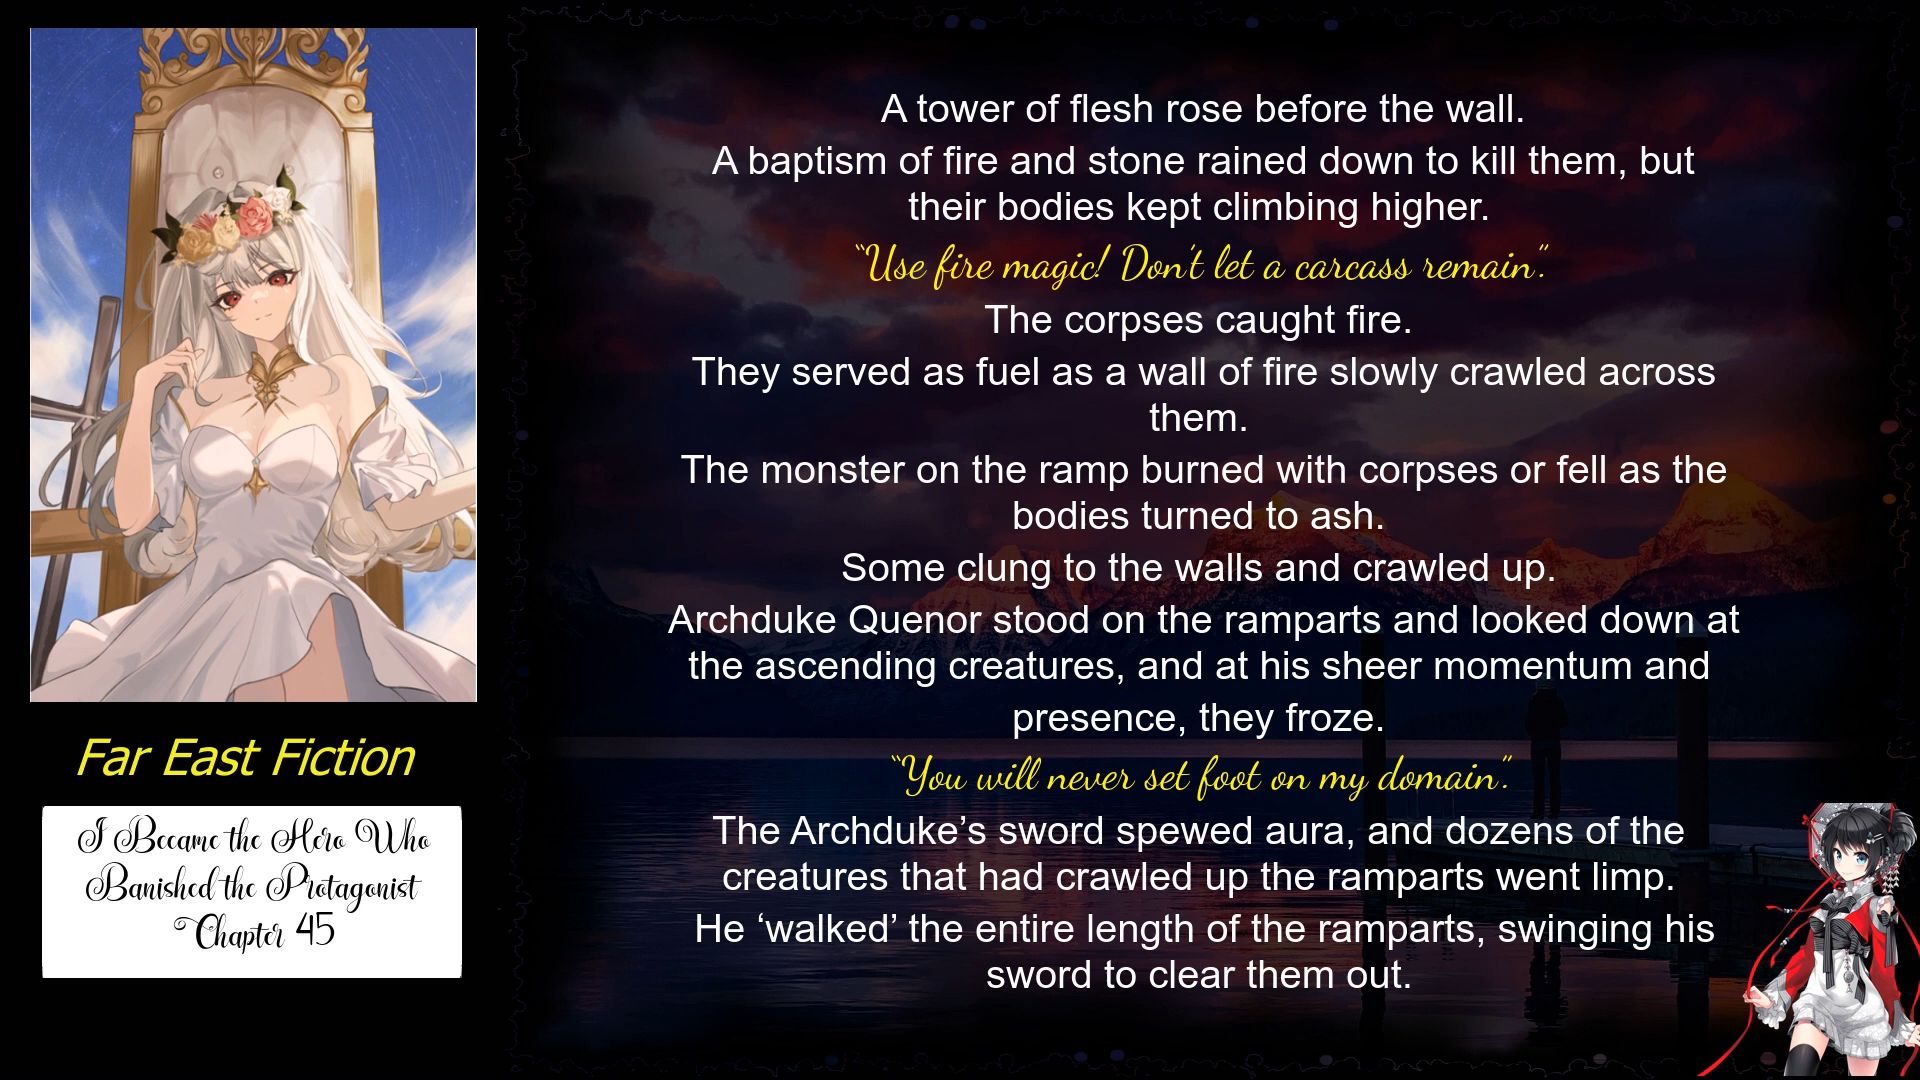 A tower of flesh rose before the wall.
A baptism of fire and stone rained down to kill them, but
their bodies kept climbing higher.
“Use fire magic! Don’t let a carcass remain”.
The corpses caught fire.
They served as fuel as a wall of fire slowly crawled across
them.
The monster on the ramp burned with corpses or fell as the
bodies turned to ash.
Some clung to the walls and crawled up.
Archduke Quenor stood on the ramparts and looked down at
the ascending creatures, and at his sheer momentum and
presence, they froze.
“You will never set foot on my domain”.
The Archduke’s sword spewed aura, and dozens of the
creatures that had crawled up the ramparts went limp.
He ‘walked’ the entire length of the ramparts, swinging his
sword to clear them out.
Far East Fiction
I Became the Hero Who
Banished the Protagonist
Chapter 45